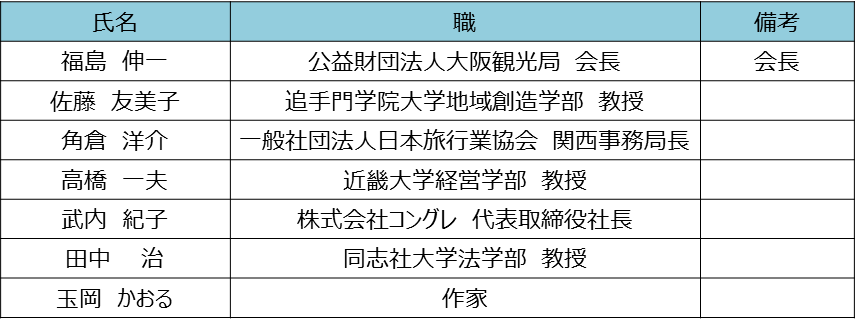 氏名 職 備考
福島 伸一 公益財団法人大阪観光局 会長 会長
佐藤 友美子 追手門学院大学地域創造学部 教授
角倉 洋介 一般社団法人日本旅行業協会 関西事務局長
高橋 一夫 近畿大学経営学部 教授
武内 紀子 株式会社コングレ 代表取締役社長
田中 治 同志社大学法学部 教授
玉岡 かおる 作家